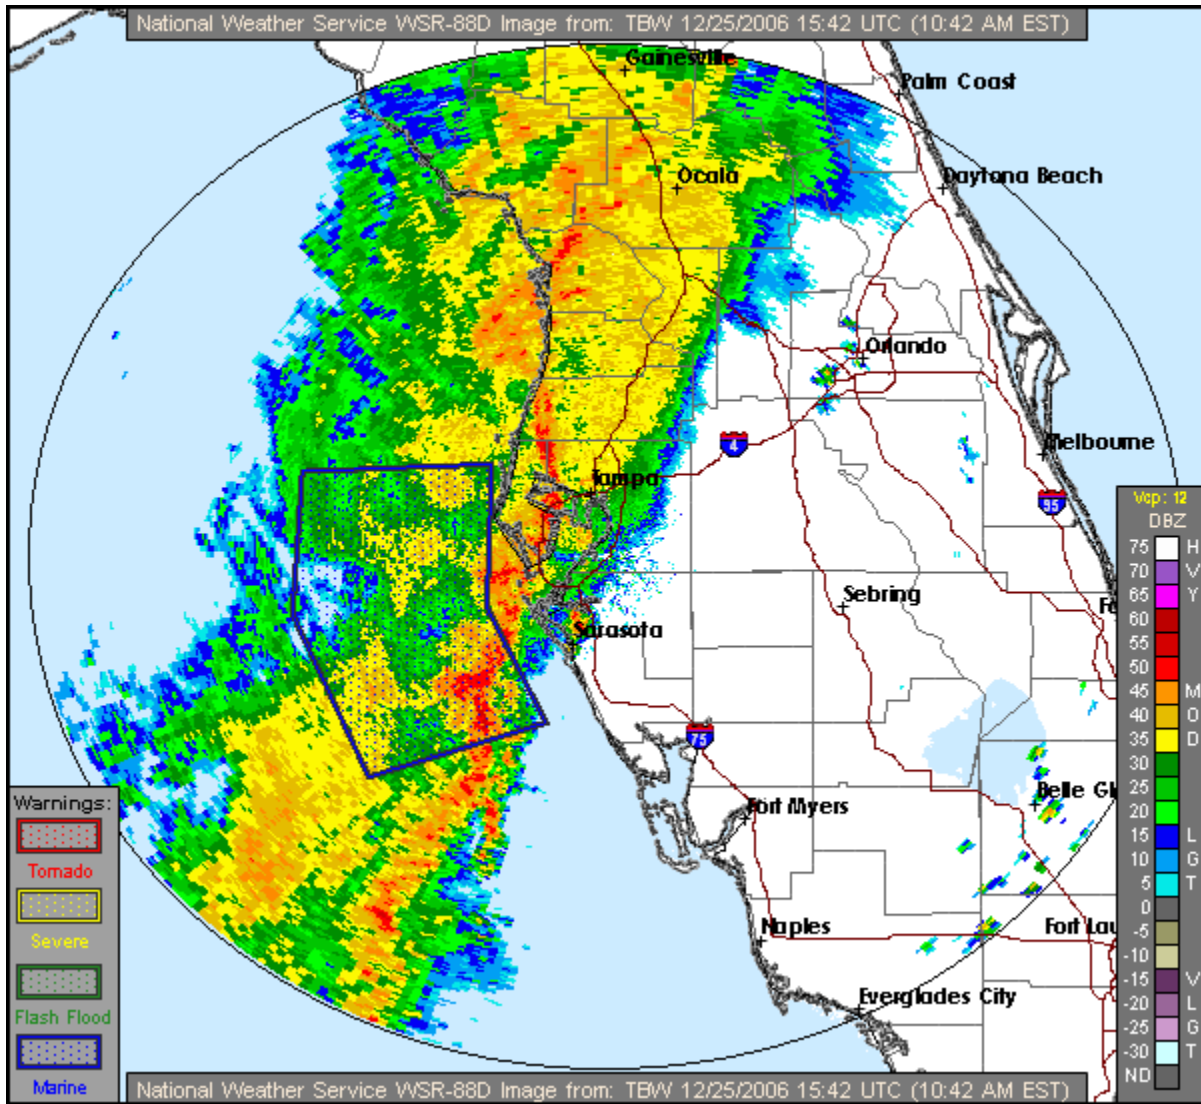 National Weather Service WSR-88D Image from: TBW 12/25/2006 15:42 UTC (10:42 AM EST)
Gainesville
Palm Coast
Ocala
Daytona Beach
Orlando
4
Melbourne
Tampa
95
Sebring
Sarasota
75
Belle Gl
Fort Myers
Naples
Fort Lau
Everglades City
Vcp: 12
DBZ
75 H
70 V
65 Y
60
55
50
45 M
40 O
35 D
30
25
20
15 L
10 G
5 T
0
-5
-10
-15 V
-20 L
-25 G
-30 T
ND
Warnings:
Tornado
Severe
Flash Flood
Marine
National Weather Service WSR-88D Image from: TBW 12/25/2006 15:42 UTC (10:42 AM EST)